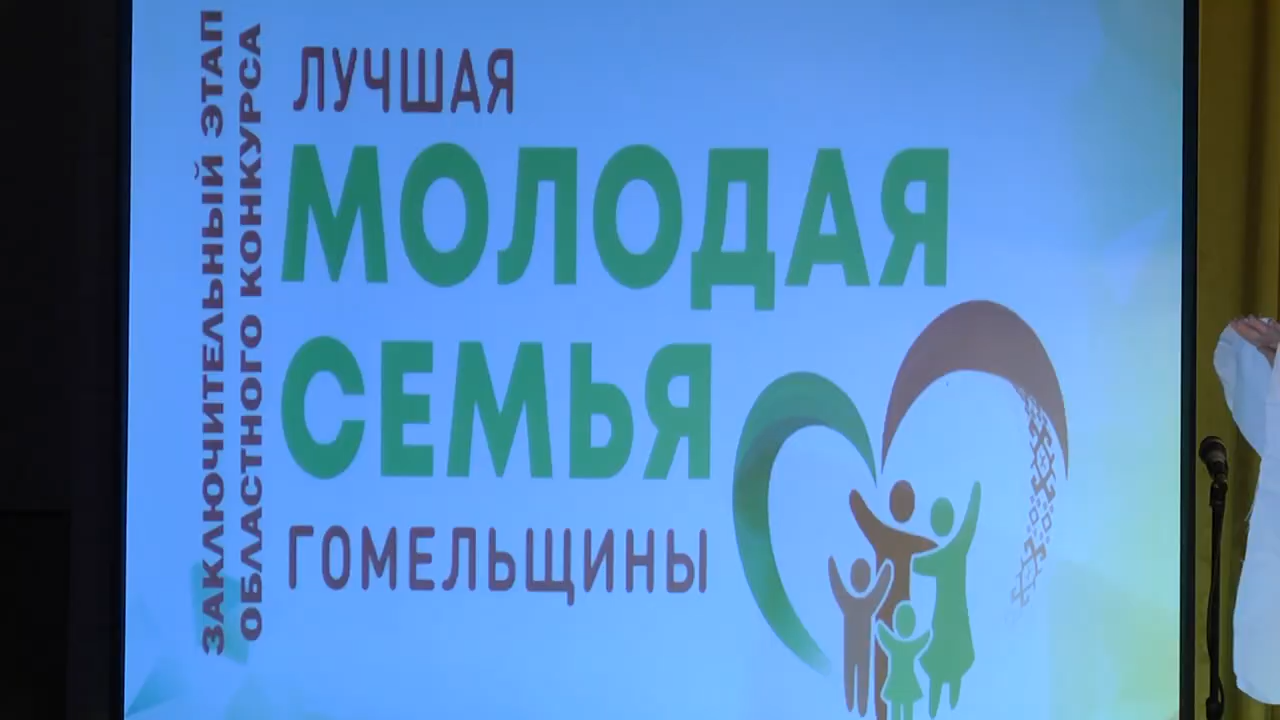 ЗАКЛЮЧИТЕЛЬНЫЙ ЭТАП
ОБЛАСТНОГО КОНКУРСА
ЛУЧШАЯ
МОЛОДАЯ
СЕМЬЯ
ГОМЕЛЬЩИНЫ